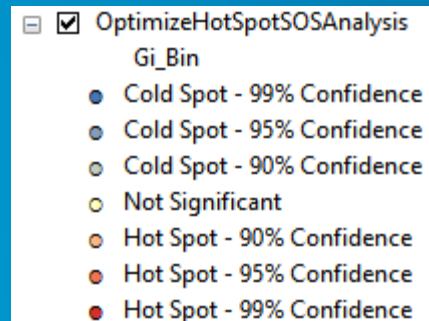 OptimizeHotSpotSOSAnalysis
Gi_Bin
Cold Spot - 99% Confidence
Cold Spot - 95% Confidence
Cold Spot - 90% Confidence
Not Significant
Hot Spot - 90% Confidence
Hot Spot - 95% Confidence
Hot Spot - 99% Confidence